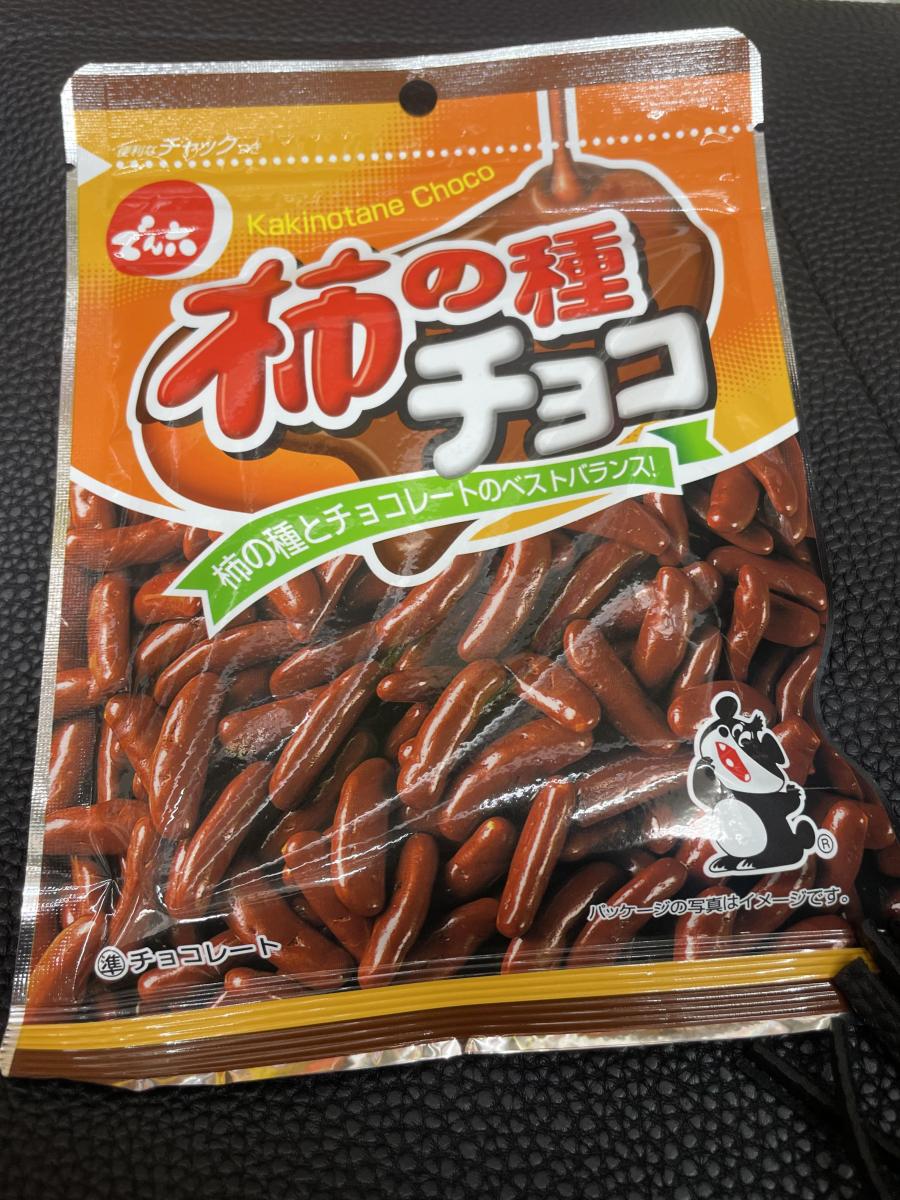 便利なチャックつき
でん六
Kakinotane Choco
柿の種
チョコ
柿の種とチョコレートのベストバランス!
®
パッケージの写真はイメージです。
準チョコレート